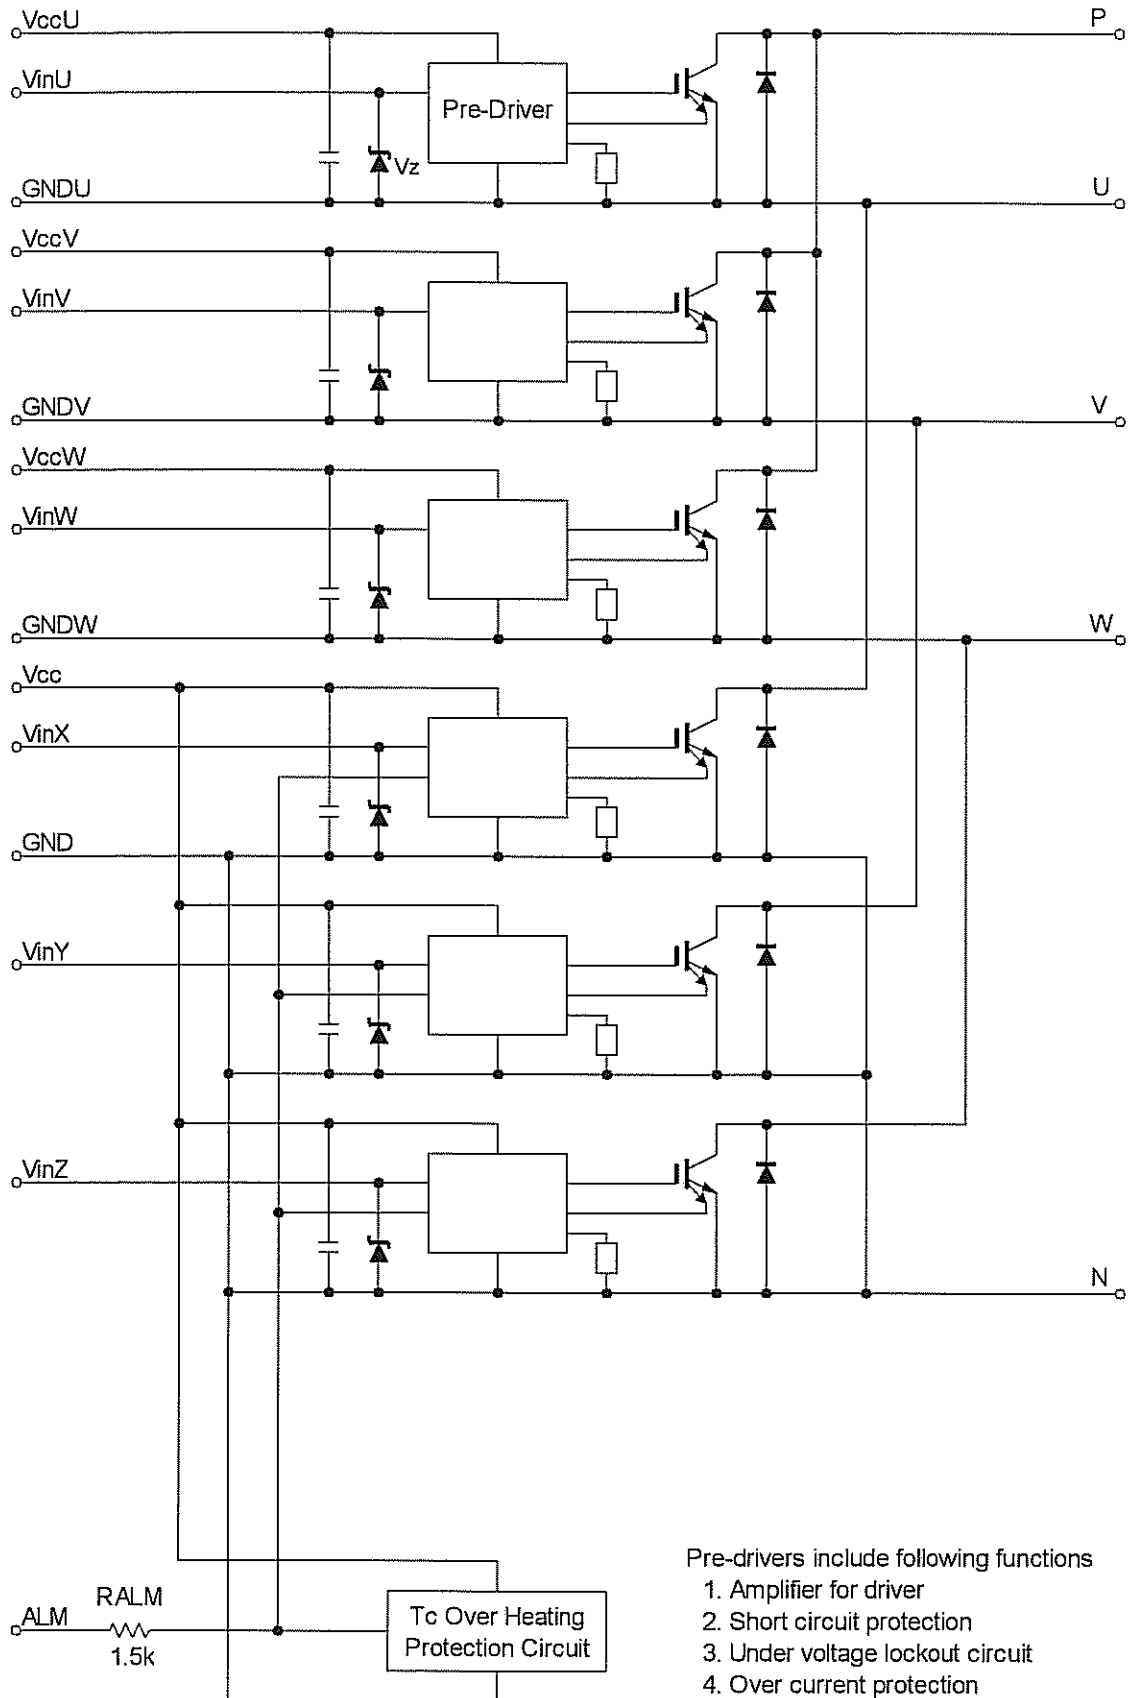 VccU
P
VinU
Pre-Driver
Vz
GNDU
U
VccV
VinV
GNDV
V
VccW
VinW
GNDW
W
Vcc
VinX
GND
VinY
VinZ
N
Pre-drivers include following functions
1. Amplifier for driver
2. Short circuit protection
3. Under voltage lockout circuit
4. Over current protection
ALM
RALM
1.5k
Tc Over Heating
Protection Circuit